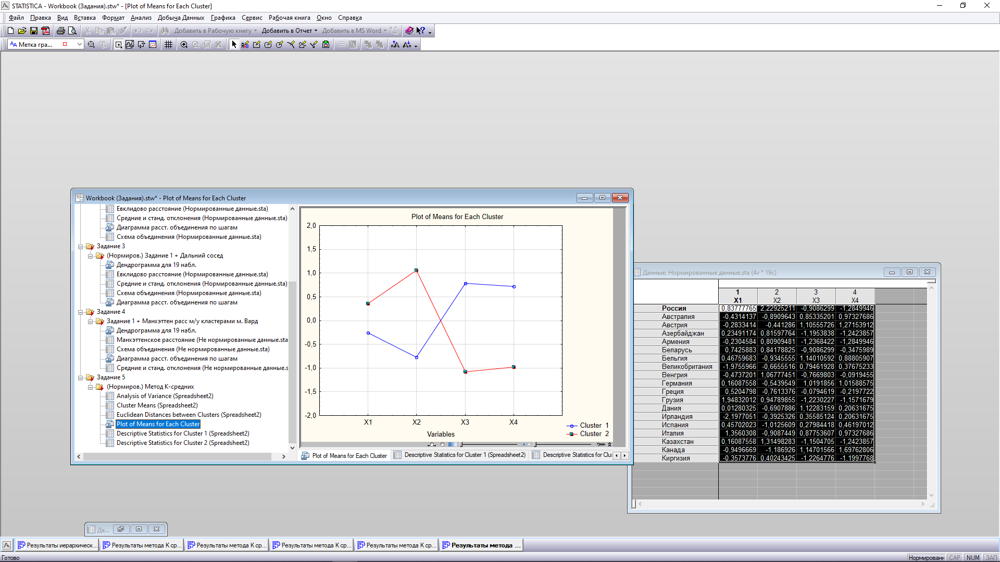 STATISTICA - Workbook (Задания).stw* - [Plot of Means for Each Cluster]
Файл Правка Вид Вставка Формат Анализ Добыча Данных Графика Сервис Рабочая книга Окно Справка
Добавить в Рабочую книгу Добавить в Отчет Добавить в MS Word
Метка гра...
Workbook (Задания).stw* - Plot of Means for Each Cluster
Евклидово расстояние (Нормированные данные.sta)
Средние и станд. отклонения (Нормированные данные.sta)
Диаграмма расст. объединения по шагам
Схема объединения (Нормированные данные.sta)
Задание 3
(Нормиров.) Задание 1 + Дальний сосед
Дендрограмма для 19 набл.
Евклидово расстояние (Нормированные данные.sta)
Средние и станд. отклонения (Нормированные данные.sta)
Схема объединения (Нормированные данные.sta)
Диаграмма расст. объединения по шагам
Задание 4
Задание 1 + Манхэттен расс м/у кластерами м. Вард
Дендрограмма для 19 набл.
Манхэттенское расстояние (Не нормированные данные.sta
Схема объединения (Не нормированные данные.sta)
Диаграмма расст. объединения по шагам
Средние и станд. отклонения (Не нормированные данные.s
Задание 5
(Нормиров.) Метод К-средних
Analysis of Variance (Spreadsheet2)
Cluster Means (Spreadsheet2)
Euclidean Distances between Clusters (Spreadsheet2)
Plot of Means for Each Cluster
Descriptive Statistics for Cluster 1 (Spreadsheet2)
Descriptive Statistics for Cluster 2 (Spreadsheet2)
Plot of Means for Each Cluster
2,0
1,5
1,0
0,5
0,0
-0,5
-1,0
-1,5
-2,0
X1 X2 X3 X4
Variables
Cluster 1
Cluster 2
Plot of Means for Each Cluster Descriptive Statistics for Cluster 1 (Spreadsheet2) Descriptive Statistics for Clu
Данные: Нормированные данные.sta (4v * 19c)
1 2 3 4
X1 X2 X3 X4
Россия 0,83777765 2,22925211 -0,9086299 -1,2849946
Австралия -0,4314137 -0,8909643 0,85335201 0,97327686
Австрия -0,2833414 -0,441286 1,10555726 1,27153912
Азербайджан 0,23491174 0,81597764 -1,1953838 -1,2423857
Армения -0,2304584 0,80909481 -1,2368422 -1,2849946
Беларусь 0,7425883 0,84178825 -0,9086299 -0,3475989
Бельгия 0,46759683 -0,9345555 1,14010592 0,88805907
Великобритания -1,9755966 -0,6655516 0,79461928 0,37675233
Венгрия -0,4737201 1,06777451 -0,7669803 -0,0919455
Германия 0,16087558 -0,5439549 1,0191856 1,01588575
Греция 0,5204798 -0,7613376 -0,0794619 -0,2197722
Грузия 1,94832012 0,94789855 -1,2230227 -1,1571679
Дания 0,01280325 -0,6907886 1,12283159 0,20631675
Ирландия -2,1977051 -0,3925326 0,35585124 0,20631675
Испания 0,45702023 -1,0125609 0,27984418 0,46197012
Италия 1,3560308 -0,9087449 0,87753607 0,97327686
Казахстан 0,16087558 1,31498283 -1,1504705 -1,2423857
Канада -0,9496669 -1,186926 1,14701566 1,69762806
Киргизия -0,3573776 0,40243425 -1,2264776 -1,1997768
Да...
Результаты иерархическ... Результаты метода К ср... Результаты метода К ср... Результаты метода К ср... Результаты метода К ср... Результаты метода ...
Готово Нормированн CAP NUM ЗАП